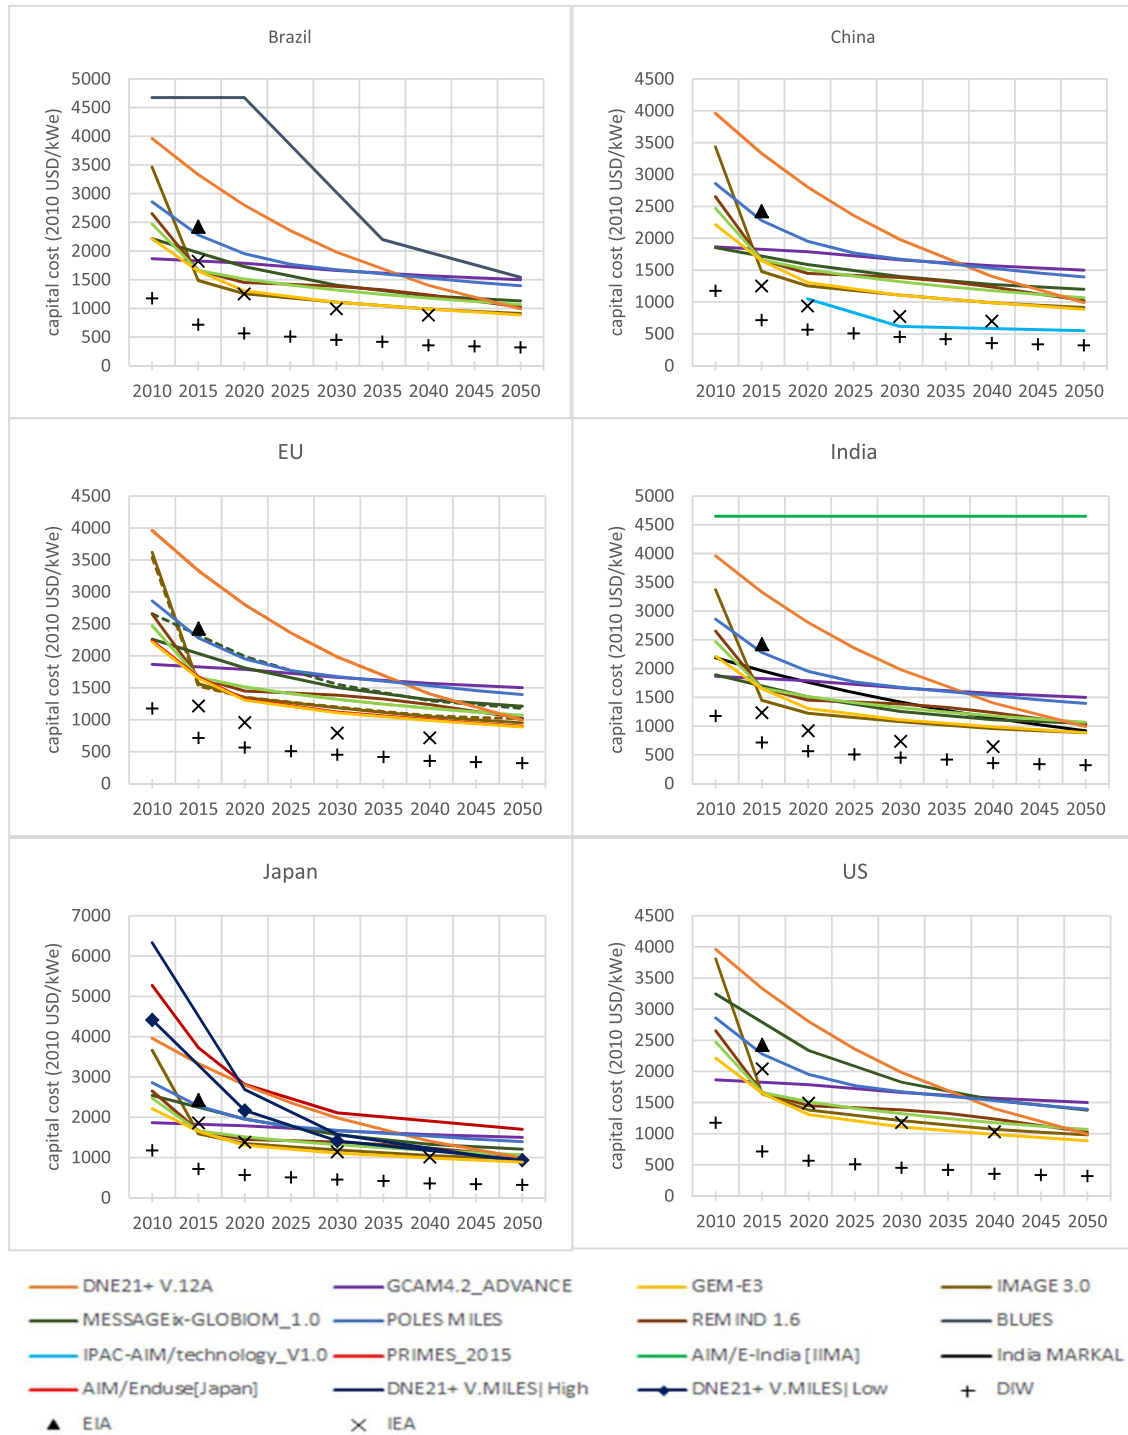 Brazil
capital cost (2010 USD/kWe)
5000
4500
4000
3500
3000
2500
2000
1500
1000
500
0
2010 2015 2020 2025 2030 2035 2040 2045 2050
China
capital cost (2010 USD/kWe)
4500
4000
3500
3000
2500
2000
1500
1000
500
0
2010 2015 2020 2025 2030 2035 2040 2045 2050
EU
capital cost (2010 USD/kWe)
4500
4000
3500
3000
2500
2000
1500
1000
500
0
2010 2015 2020 2025 2030 2035 2040 2045 2050
India
capital cost (2010 USD/kWe)
5000
4500
4000
3500
3000
2500
2000
1500
1000
500
0
2010 2015 2020 2025 2030 2035 2040 2045 2050
Japan
capital cost (2010 USD/kWe)
7000
6000
5000
4000
3000
2000
1000
0
2010 2015 2020 2025 2030 2035 2040 2045 2050
US
capital cost (2010 USD/kWe)
4500
4000
3500
3000
2500
2000
1500
1000
500
0
2010 2015 2020 2025 2030 2035 2040 2045 2050
DNE21+ V.12A GCAM4.2_ADVANCE GEM-E3 IMAGE 3.0
MESSAGEix-GLOBIOM_1.0 POLES MILES REMIND 1.6 BLUES
IPAC-AIM/technology_V1.0 PRIMES_2015 AIM/E-India [IIMA] India MARKAL
AIM/Enduse[Japan] DNE21+ V.MILES|High DNE21+ V.MILES|Low DIW
EIA IEA